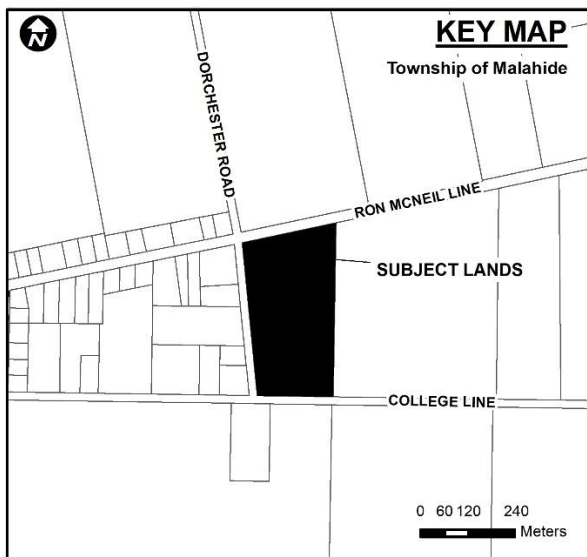 N
KEY MAP
Township of Malahide
DORCHESTER ROAD
RON MCNEIL LINE
SUBJECT LANDS
COLLEGE LINE
0 60 120 240
Meters